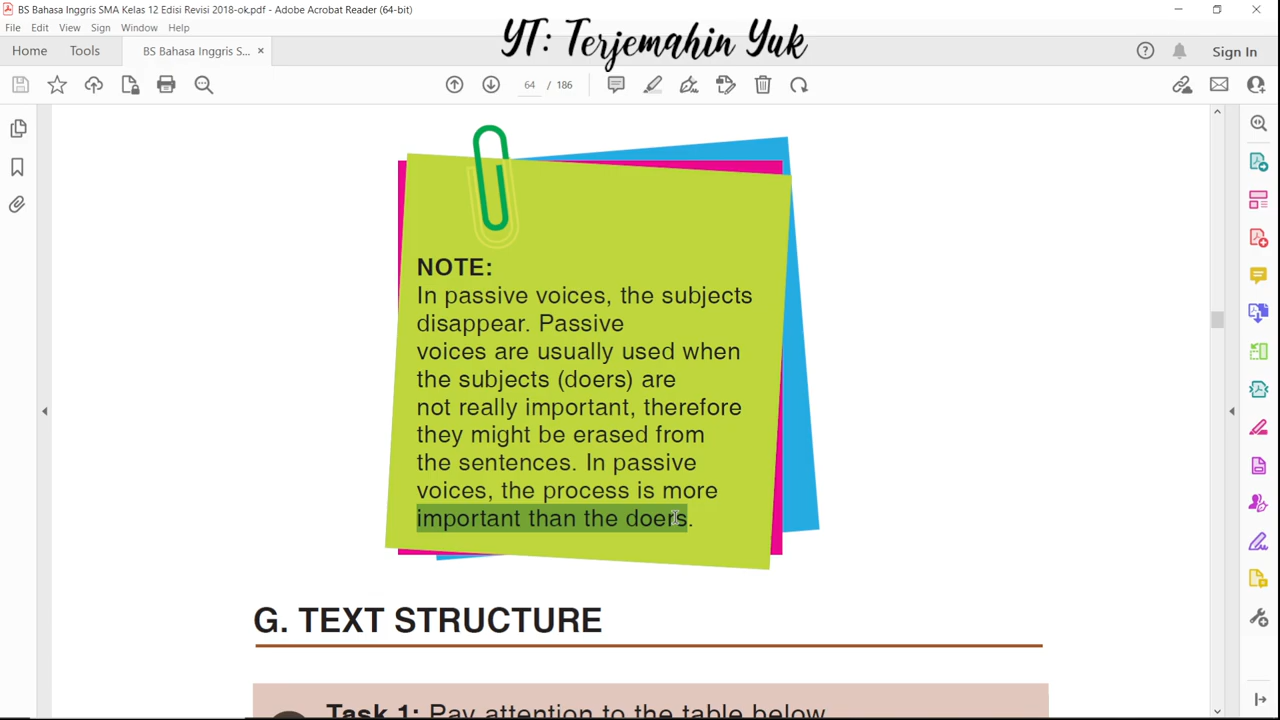 BS Bahasa Inggris SMA Kelas 12 Edisi Revisi 2018-ok.pdf - Adobe Acrobat Reader (64-bit)
File Edit View Sign Window Help
YT: Terjemahin Yuk
Home Tools BS Bahasa Inggris S... × Sign In
64 / 186
NOTE:
In passive voices, the subjects
disappear. Passive
voices are usually used when
the subjects (doers) are
not really important, therefore
they might be erased from
the sentences. In passive
voices, the process is more
important than the doers.
G. TEXT STRUCTURE
Task 1: Pay attention to the table below